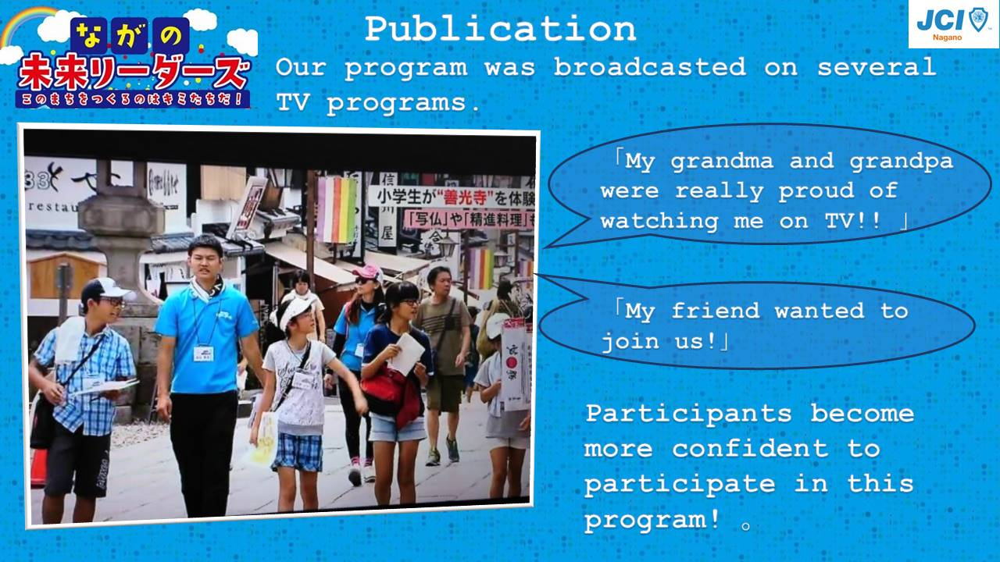 ながの
未来リーダーズ
このまちをつくるのはキミたちだ!
Publication
JCI
Nagano
Our program was broadcasted on several
TV programs.
小学生が“善光寺”を体験
「写仏」や「精進料理」も
restau
「My grandma and grandpa
were really proud of
watching me on TV!! 」
「My friend wanted to
join us!」
Participants become
more confident to
participate in this
program! 。